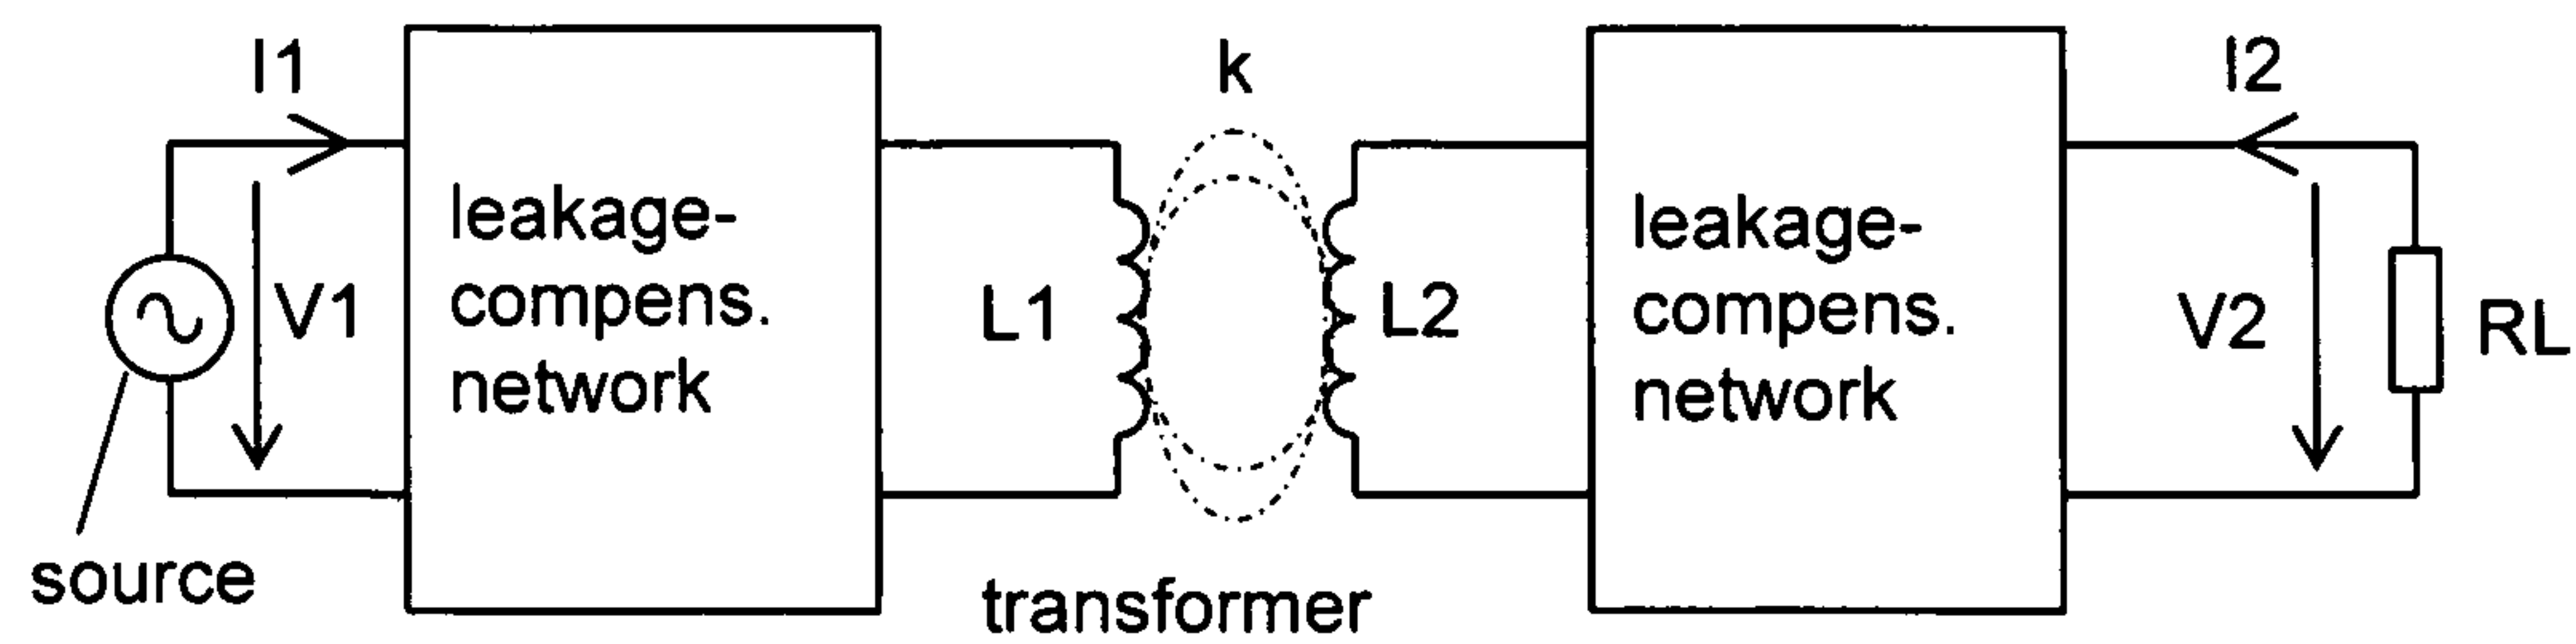 I1
k
I2
leakage-
compens.
network
leakage-
compens.
network
V1
L1
L2
V2
RL
source
transformer